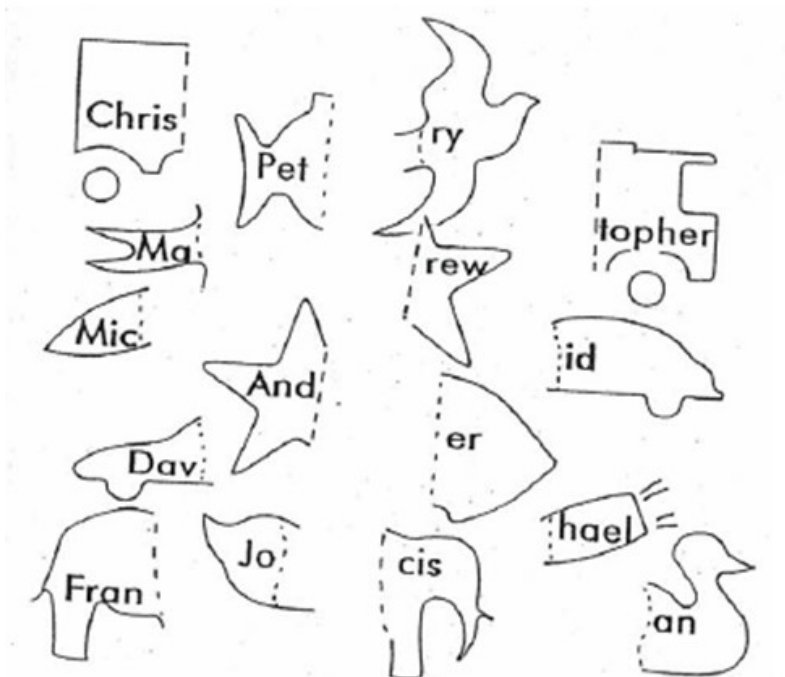 Chris
Pet
ry
topher
Ma
rew
Mic
And
id
Dav
er
hael
Fran
Jo
cis
an